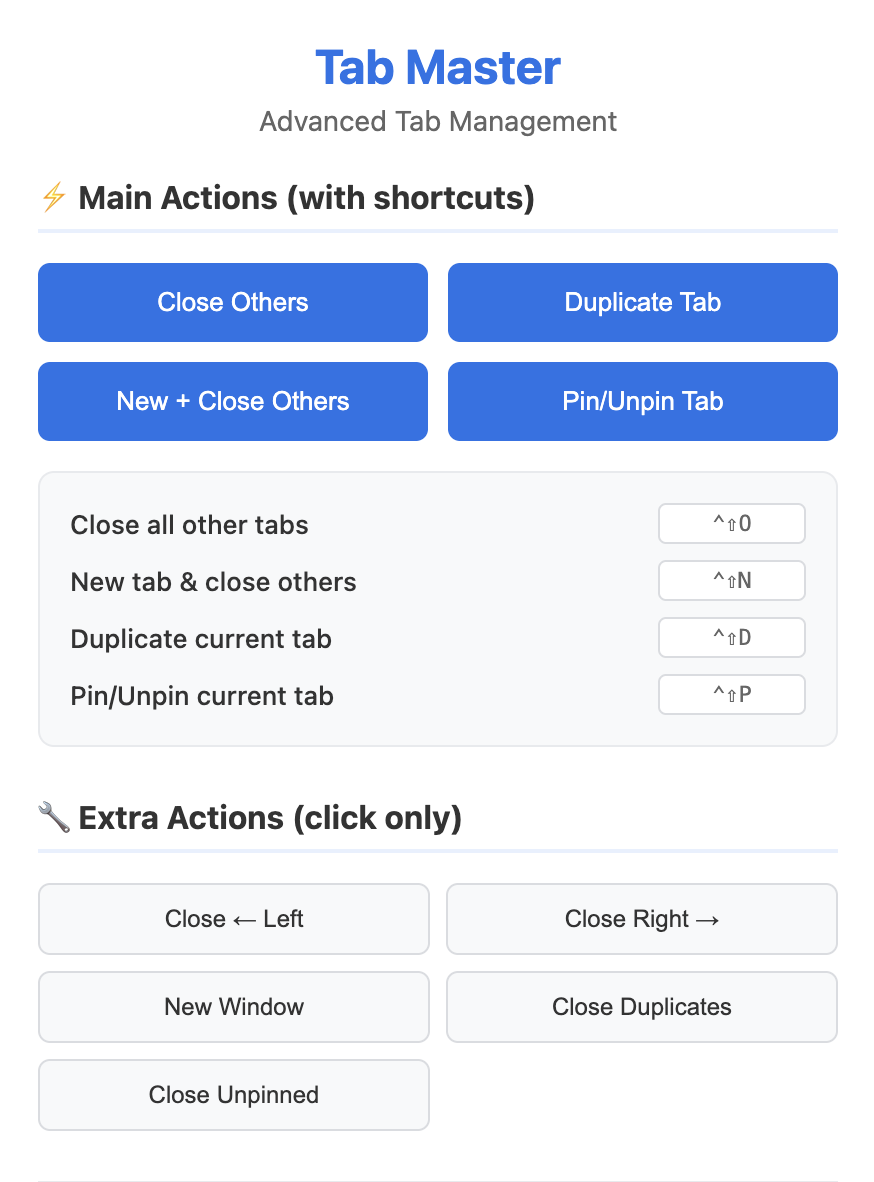 Tab Master
Advanced Tab Management
⚡ Main Actions (with shortcuts)
Close Others
Duplicate Tab
New + Close Others
Pin/Unpin Tab
Close all other tabs ^⇧O
New tab & close others ^⇧N
Duplicate current tab ^⇧D
Pin/Unpin current tab ^⇧P
🔧 Extra Actions (click only)
Close ← Left
Close Right →
New Window
Close Duplicates
Close Unpinned